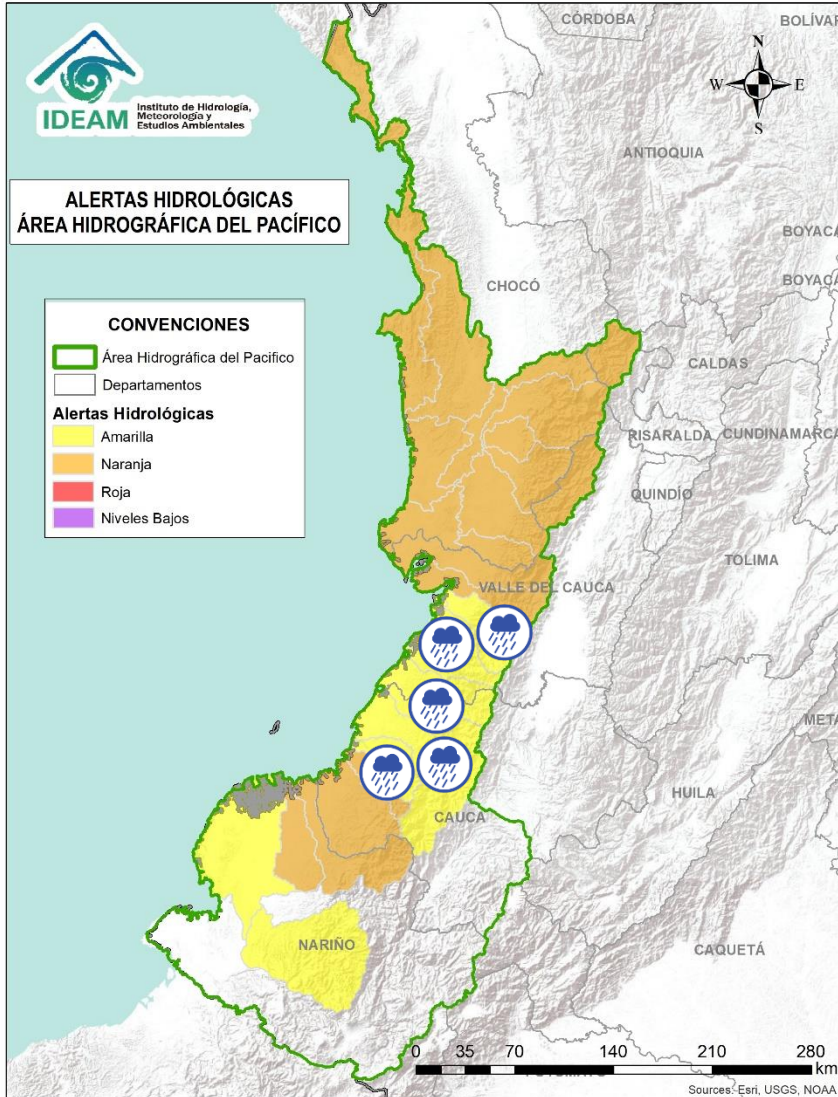 CÓRDOBA
BOLÍVAR
IDEAM
Instituto de Hidrología,
Meteorología y
Estudios Ambientales
N
W E
S
ANTIOQUIA
ALERTAS HIDROLÓGICAS
ÁREA HIDROGRÁFICA DEL PACÍFICO
BOYACÁ
BOYACÁ
CHOCÓ
CONVENCIONES
Área Hidrográfica del Pacifico
Departamentos
Alertas Hidrológicas
Amarilla
Naranja
Roja
Niveles Bajos
CALDAS
RISARALDA
CUNDINAMARCA
QUINDÍO
TOLIMA
VALLE DEL CAUCA
META
HUILA
CAUCA
NARIÑO
CAQUETÁ
0 35 70 140 210 280
km
Sources: Esri, USGS, NOAA